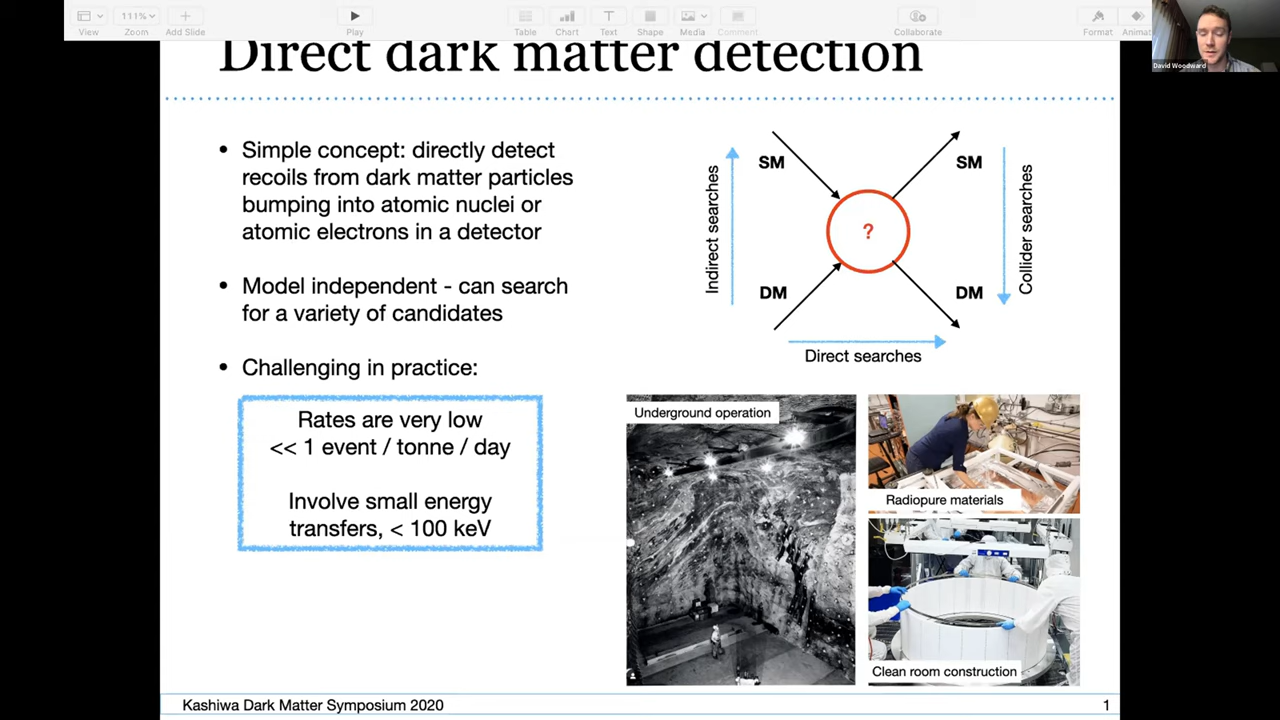 View
111%
Zoom
Add Slide
Play
Table
Chart
Text
Shape
Media
Comment
Collaborate
Format
Animat
David Woodward
Direct dark matter detection
• Simple concept: directly detect
recoils from dark matter particles
bumping into atomic nuclei or
atomic electrons in a detector
• Model independent - can search
for a variety of candidates
• Challenging in practice:
Rates are very low
<< 1 event / tonne / day
Involve small energy
transfers, < 100 keV
Indirect searches
SM
SM
?
DM
DM
Collider searches
Direct searches
Underground operation
Radiopure materials
Clean room construction
Kashiwa Dark Matter Symposium 2020
1